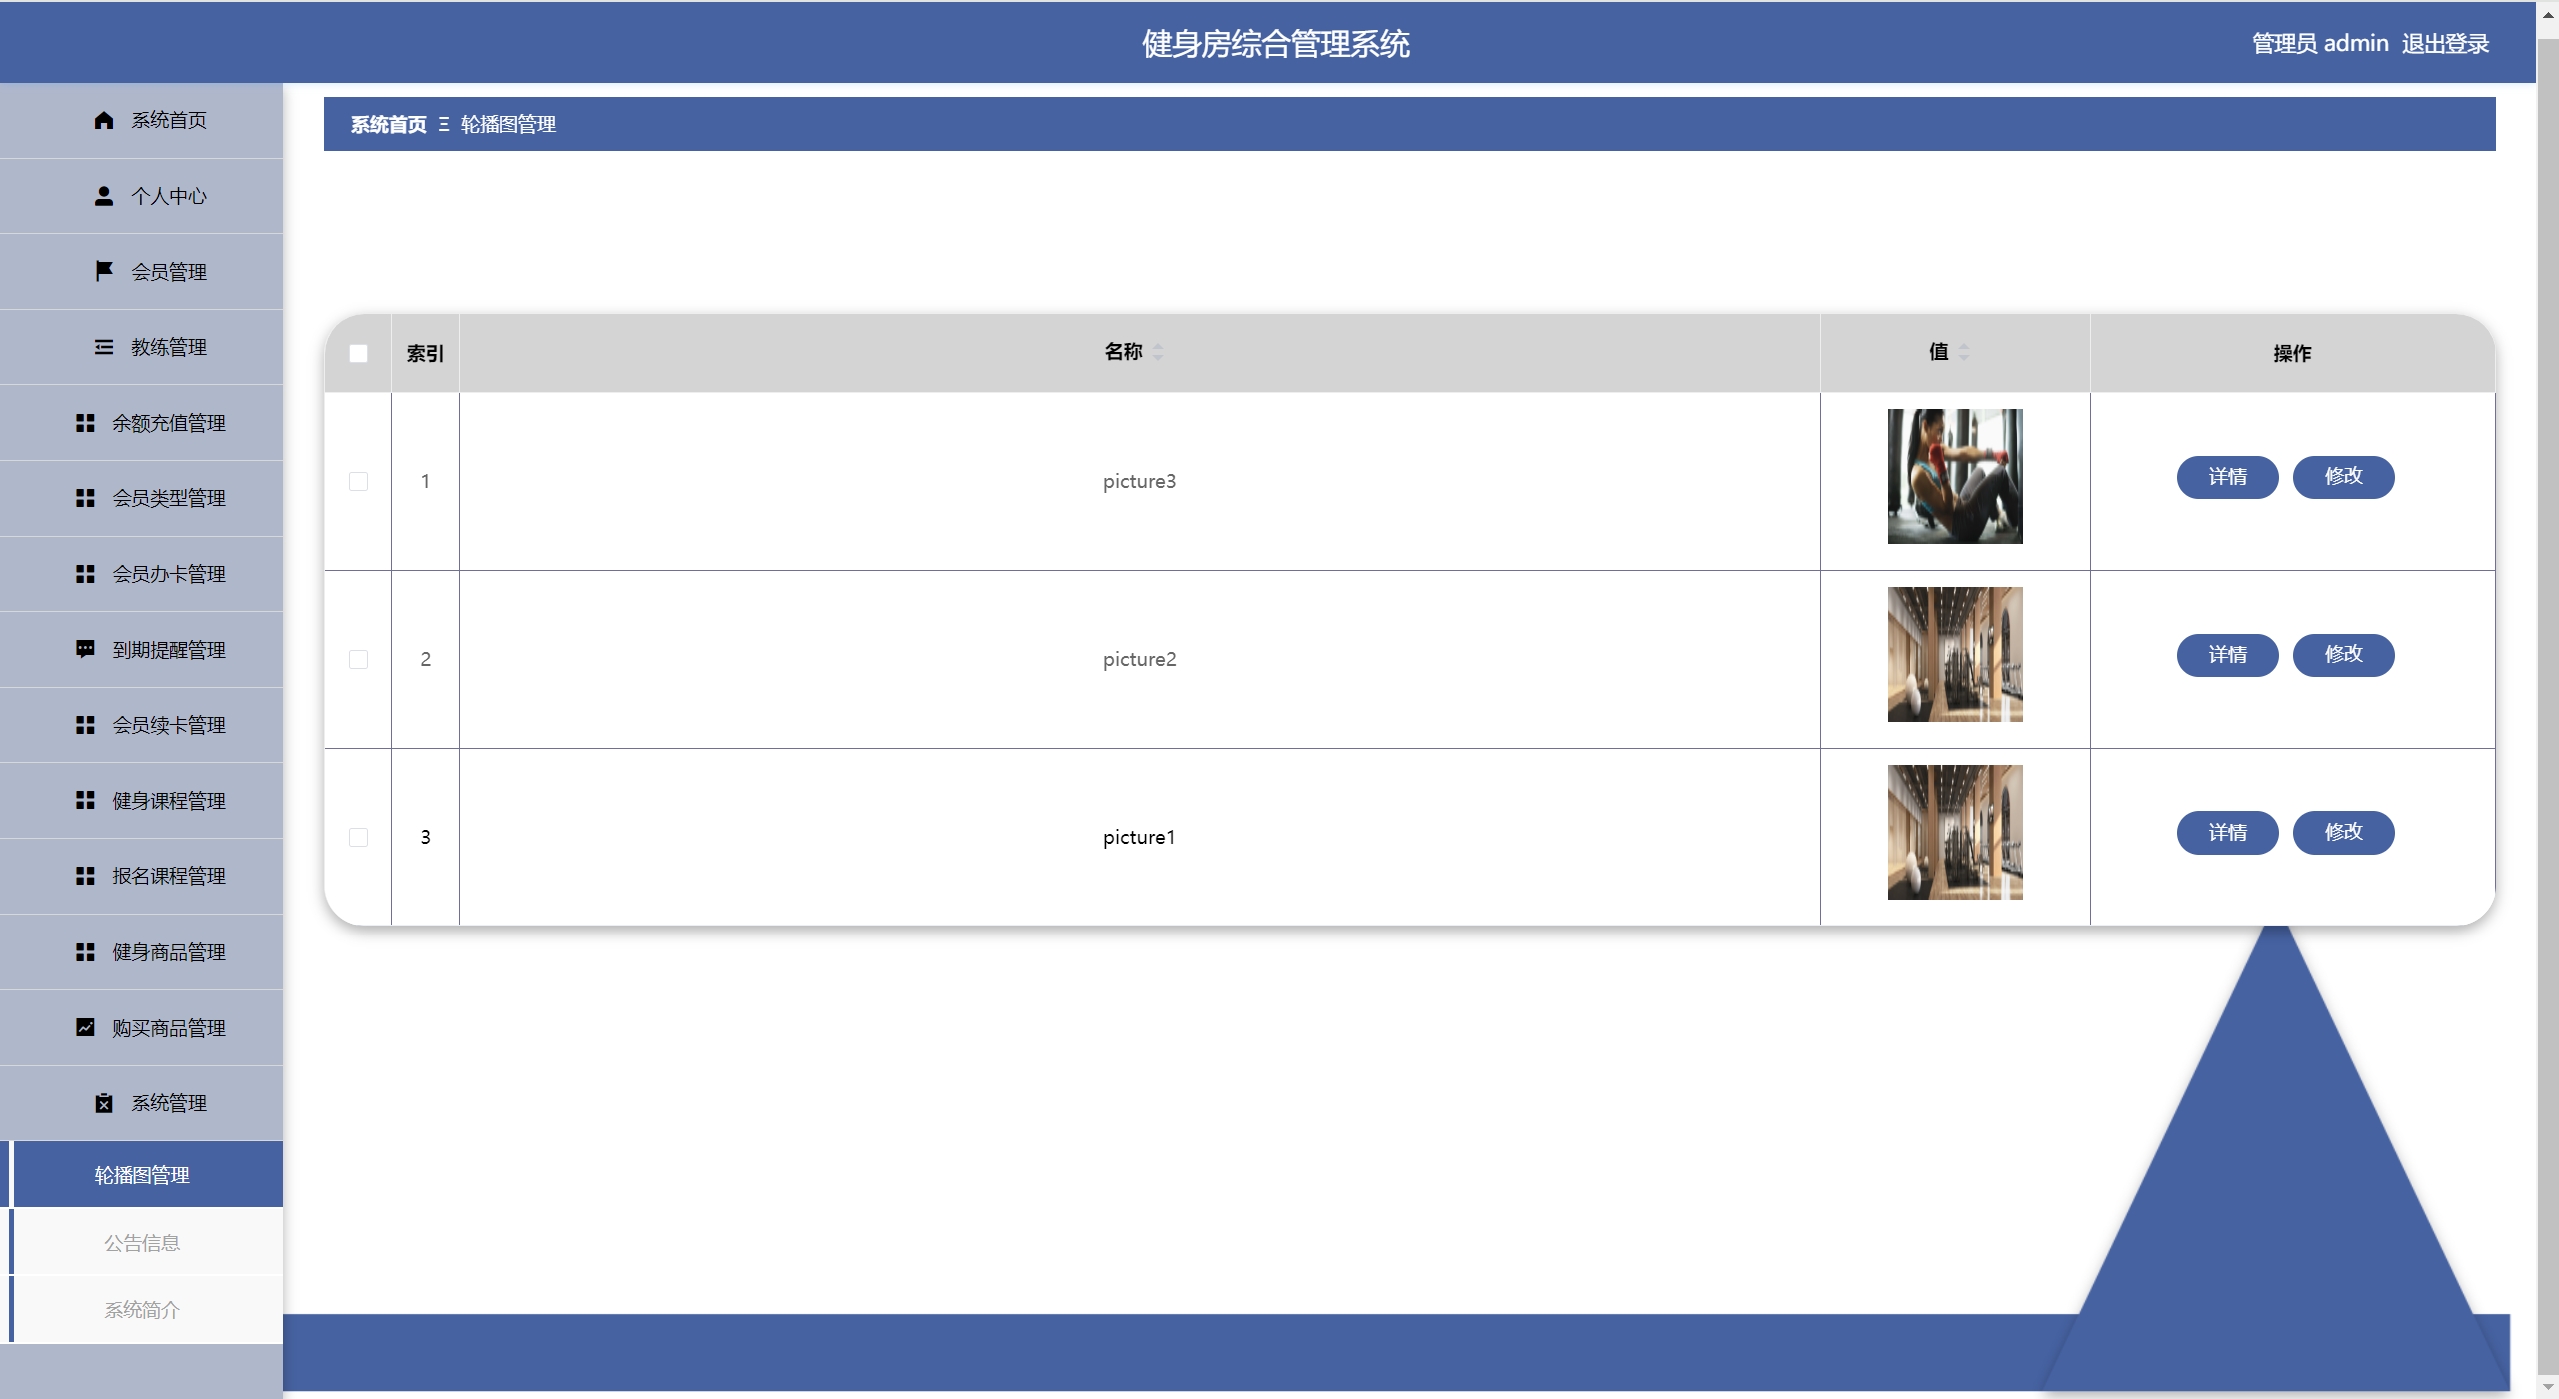 健身房综合管理系统
管理员 admin 退出登录
系统首页 Ξ 轮播图管理
系统首页
个人中心
会员管理
教练管理
余额充值管理
会员类型管理
会员办卡管理
到期提醒管理
会员续卡管理
健身课程管理
报名课程管理
健身商品管理
购买商品管理
系统管理
轮播图管理
公告信息
系统简介
索引 名称 值 操作
1 picture3 详情 修改
2 picture2 详情 修改
3 picture1 详情 修改